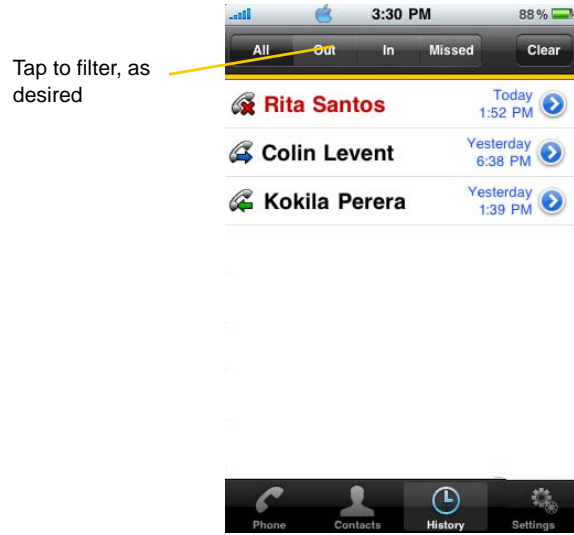 3:30 PM 88%
All Out In Missed Clear
Tap to filter, as
desired
Rita Santos Today
1:52 PM
Colin Levent Yesterday
6:38 PM
Kokila Perera Yesterday
1:39 PM
Phone Contacts History Settings